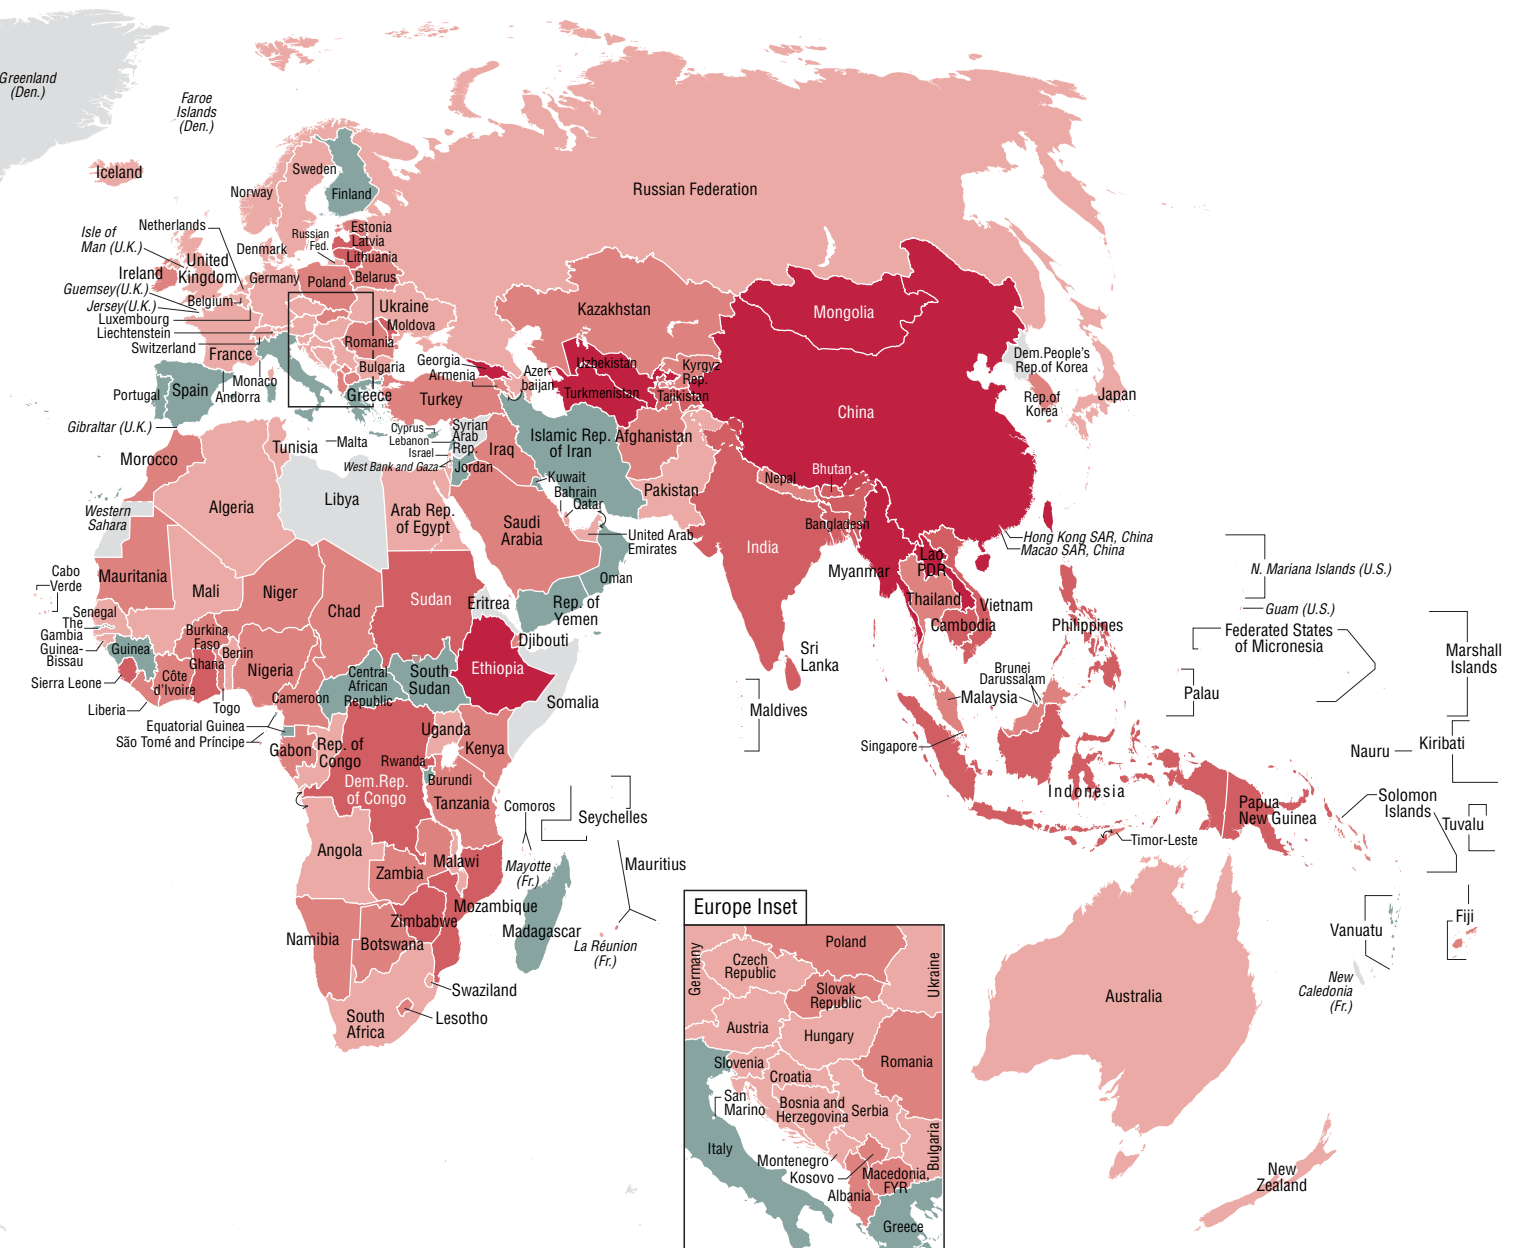 Greenland
(Den.)
Faroe
Islands
(Den.)
Iceland
Norway
Sweden
Finland
Russian Federation
Netherlands
Isle of
Man (U.K.)
Denmark
Russian
Fed.
Estonia
Latvia
Lithuania
Ireland
United
Kingdom
Germany
Poland
Belarus
Guemsey(U.K.)
Jersey(U.K.)
Belgium
Luxembourg
Liechtenstein
Switzerland
France
Ukraine
Moldova
Romania
Bulgaria
Monaco
Andorra
Portugal
Spain
Greece
Gibraltar (U.K.)
Georgia
Armenia
Azer-
baijan
Turkey
Kazakhstan
Uzbekistan
Turkmenistan
Kyrgyz
Rep.
Tajikistan
Mongolia
China
Dem.People's
Rep.of Korea
Rep.of
Korea
Japan
Cyprus
Lebanon
Israel
West Bank and Gaza
Syrian
Arab
Rep.
Jordan
Iraq
Islamic Rep.
of Iran
Afghanistan
Pakistan
Kuwait
Bahrain
Qatar
United Arab
Emirates
Saudi
Arabia
Oman
Rep. of
Yemen
Nepal
Bhutan
Bangladesh
India
Myanmar
Lao
PDR
Thailand
Vietnam
Cambodia
Hong Kong SAR, China
Macao SAR, China
Philippines
Sri
Lanka
Maldives
Brunei
Darussalam
Malaysia
Singapore
Indonesia
Timor-Leste
Papua
New Guinea
N. Mariana Islands (U.S.)
Guam (U.S.)
Federated States
of Micronesia
Marshall
Islands
Palau
Nauru
Kiribati
Solomon
Islands
Tuvalu
Vanuatu
Fiji
New
Caledonia
(Fr.)
Australia
New
Zealand
Morocco
Tunisia
Malta
Algeria
Libya
Arab Rep.
of Egypt
Western
Sahara
Cabo
Verde
Mauritania
Mali
Niger
Chad
Sudan
Eritrea
Djibouti
Ethiopia
Somalia
Senegal
The
Gambia
Guinea-
Bissau
Guinea
Sierra Leone
Liberia
Burkina
Faso
Ghana
Côte
d'Ivoire
Benin
Togo
Nigeria
Cameroon
Central
African
Republic
South
Sudan
Equatorial Guinea
São Tomé and Príncipe
Gabon
Rep. of
Congo
Dem.Rep.
of Congo
Uganda
Kenya
Rwanda
Burundi
Tanzania
Comoros
Seychelles
Mayotte
(Fr.)
Mauritius
La Réunion
(Fr.)
Angola
Zambia
Malawi
Mozambique
Zimbabwe
Namibia
Botswana
Madagascar
Swaziland
Lesotho
South
Africa
Europe Inset
Germany
Poland
Czech
Republic
Ukraine
Slovak
Republic
Austria
Hungary
Slovenia
Croatia
Romania
San
Marino
Bosnia and
Herzegovina
Serbia
Italy
Montenegro
Kosovo
Bulgaria
Macedonia,
FYR
Albania
Greece